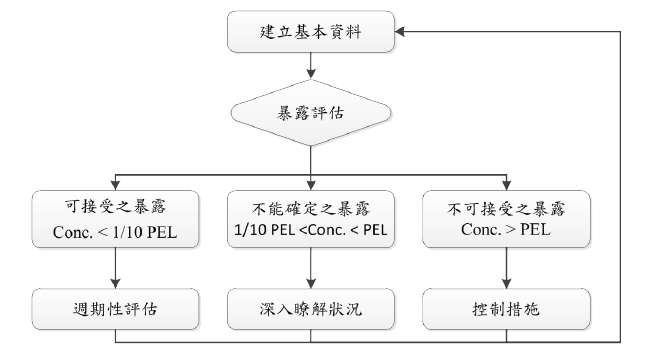 建立基本資料
暴露評估
可接受之暴露
Conc. < 1/10 PEL
不能確定之暴露
1/10 PEL <Conc. < PEL
不可接受之暴露
Conc. > PEL
週期性評估
深入瞭解狀況
控制措施